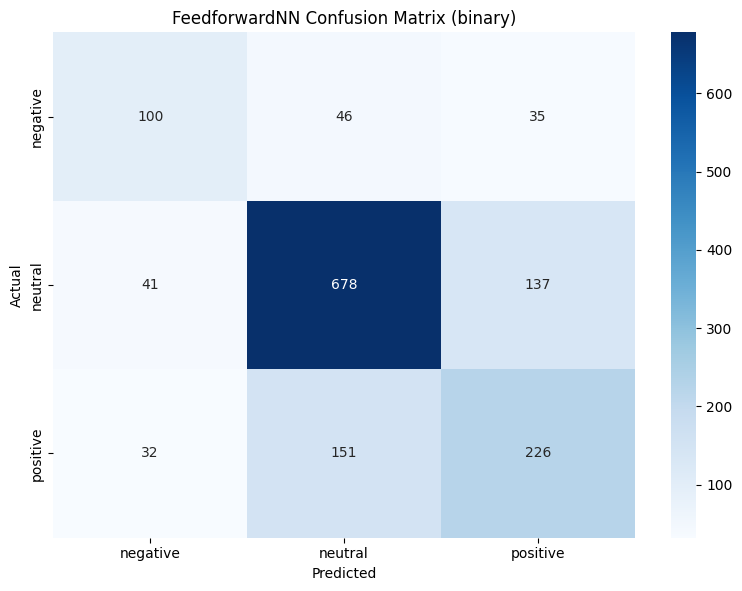 FeedforwardNN Confusion Matrix (binary)
negative 100 46 35
neutral 41 678 137
positive 32 151 226
negative neutral positive
Predicted
Actual
600
500
400
300
200
100